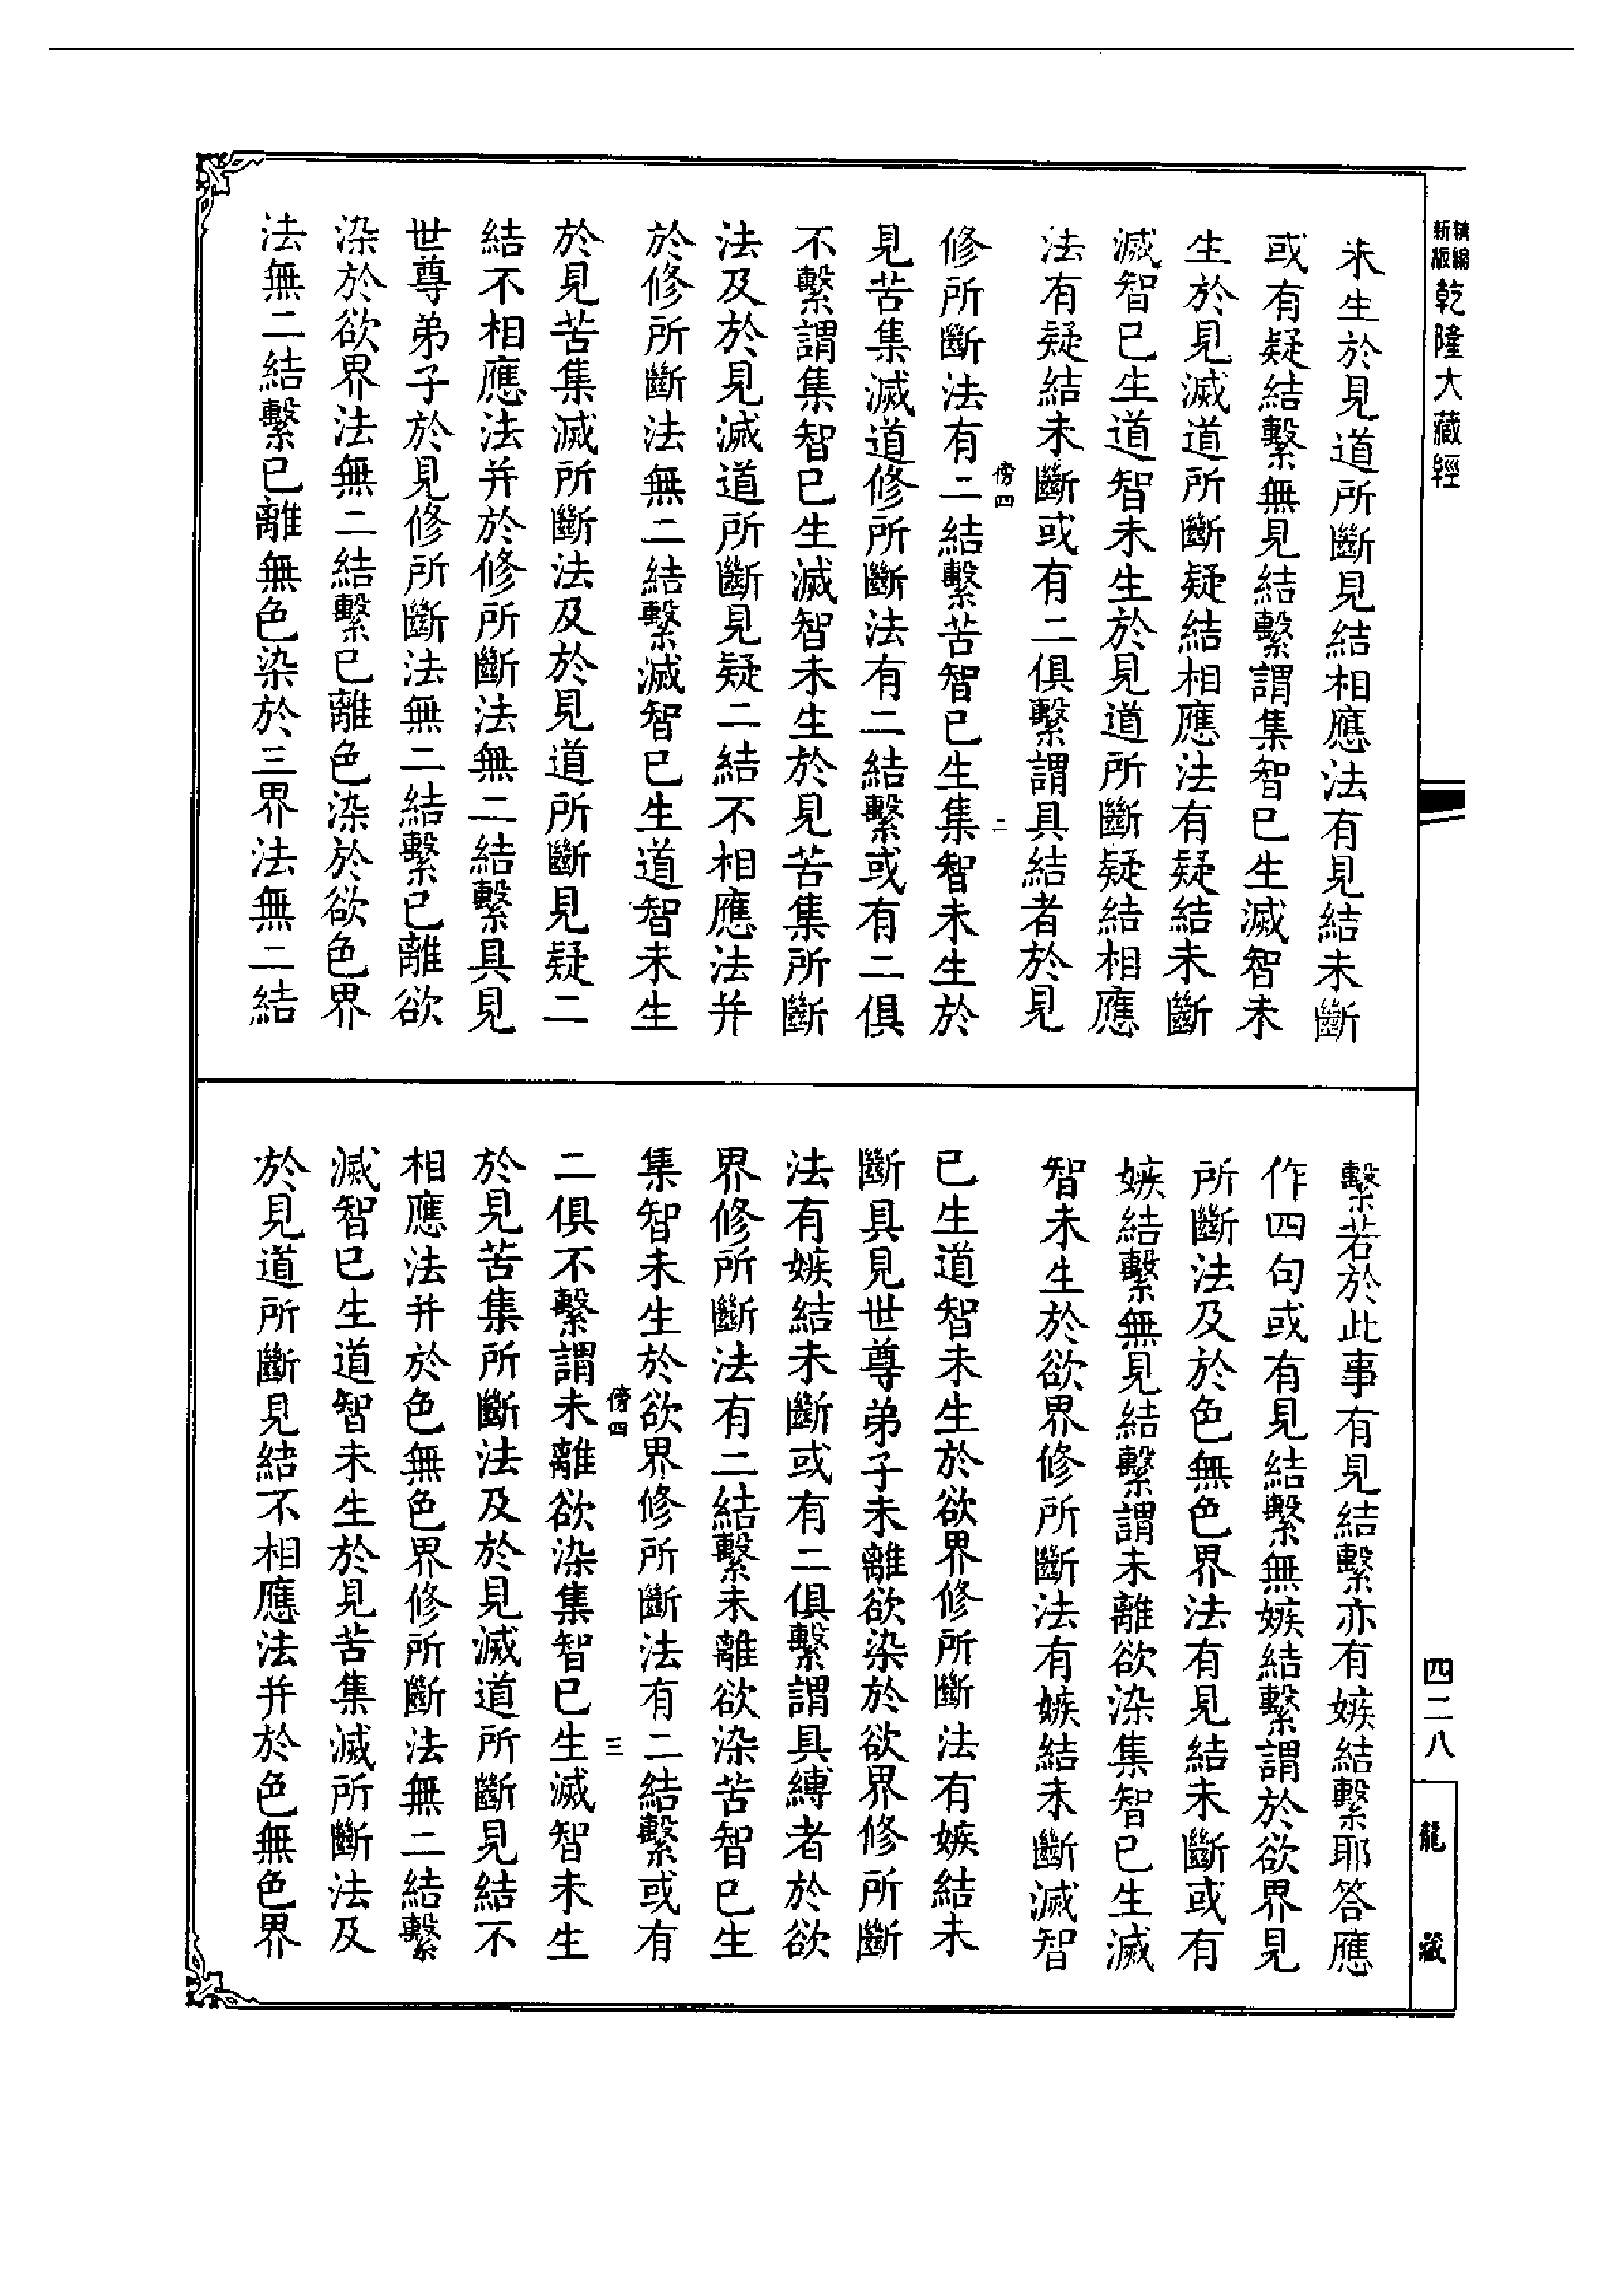 新版精編 乾隆大藏經
未生於見道所斷見結相應法有見結未斷
或有疑結繫無見結繫謂集智已生滅智未
生於見滅道所斷疑結相應法有疑結未斷
滅智已生道智未生於見道所斷疑結相應
法有疑結未斷或有二俱繫謂具結者於見
傍四 二
修所斷法有二結繫苦智已生集智未生於
見苦集滅道修所斷法有二結繫或有二俱
不繫謂集智已生滅智未生於見苦集所斷
法及於見滅道所斷見疑二結不相應法并
於修所斷法無二結繫滅智已生道智未生
於見苦集滅所斷法及於見道所斷見疑二
結不相應法并於修所斷法無二結繫具見
世尊弟子於見修所斷法無二結繫已離欲
染於欲界法無二結繫已離色染於欲色界
法無二結繫已離無色染於三界法無二結
繫若於此事有見結繫亦有嫉結繫耶答應
作四句或有見結繫無嫉結繫謂於欲界見
所斷法及於色無色界法有見結未斷或有
嫉結繫無見結繫謂未離欲染集智已生滅
智未生於欲界修所斷法有嫉結未斷滅智
已生道智未生於欲界修所斷法有嫉結未
斷具見世尊弟子未離欲染於欲界修所斷
法有嫉結未斷或有二俱繫謂具縛者於欲
界修所斷法有二結繫未離欲染苦智已生
集智未生於欲界修所斷法有二結繫或有
傍四 三
二俱不繫謂未離欲染集智已生滅智未生
於見苦集所斷法及於見滅道所斷見結不
相應法并於色無色界修所斷法無二結繫
滅智已生道智未生於見苦集滅所斷法及
於見道所斷見結不相應法并於色無色界
四二八
龍藏